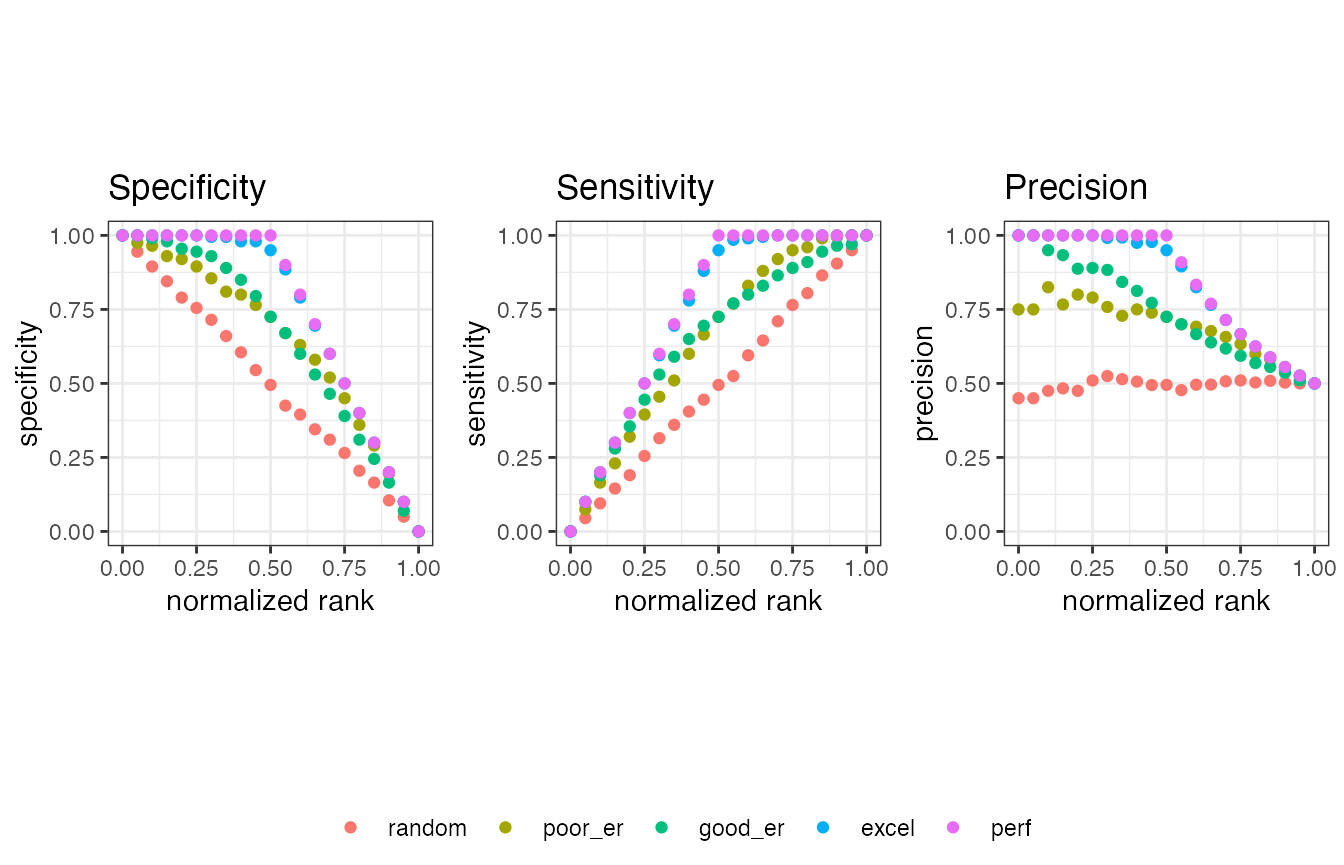 Specificity
Sensitivity
Precision
specificity
1.00
0.75
0.50
0.25
0.00
0.00 0.25 0.50 0.75 1.00
normalized rank
sensitivity
1.00
0.75
0.50
0.25
0.00
0.00 0.25 0.50 0.75 1.00
normalized rank
precision
1.00
0.75
0.50
0.25
0.00
0.00 0.25 0.50 0.75 1.00
normalized rank
random poor_er good_er excel perf